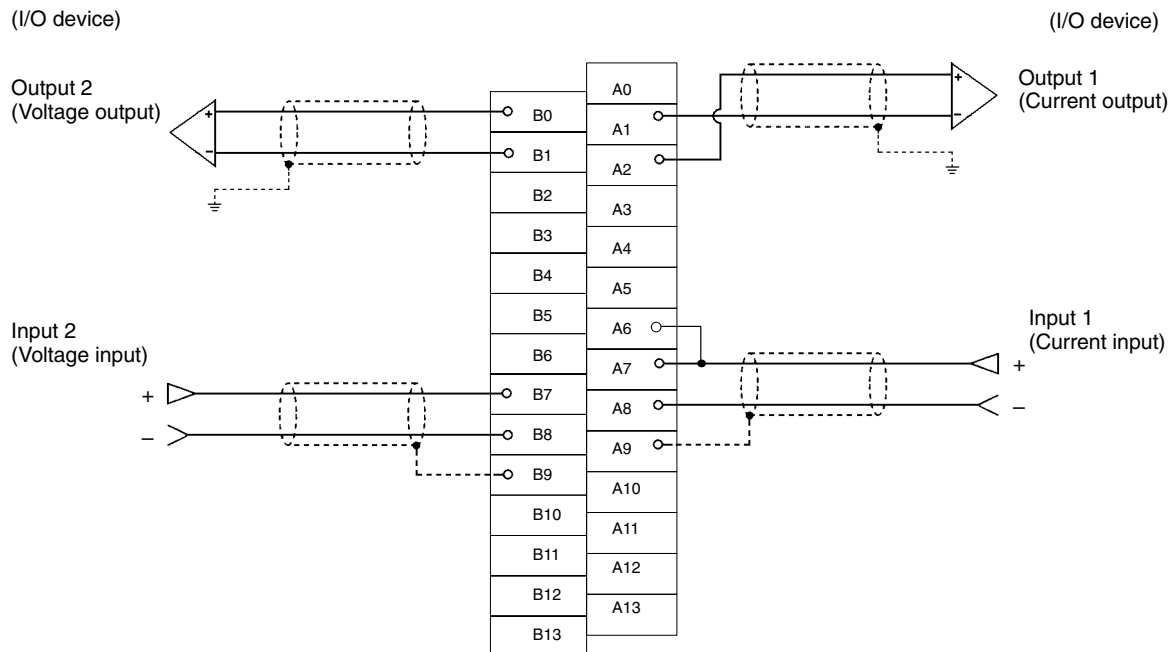 (I/O device)
(I/O device)
Output 2
(Voltage output)
+
−
Output 1
(Current output)
+
−
Input 2
(Voltage input)
+
−
Input 1
(Current input)
+
−
B0
B1
B2
B3
B4
B5
B6
B7
B8
B9
B10
B11
B12
B13
A0
A1
A2
A3
A4
A5
A6
A7
A8
A9
A10
A11
A12
A13